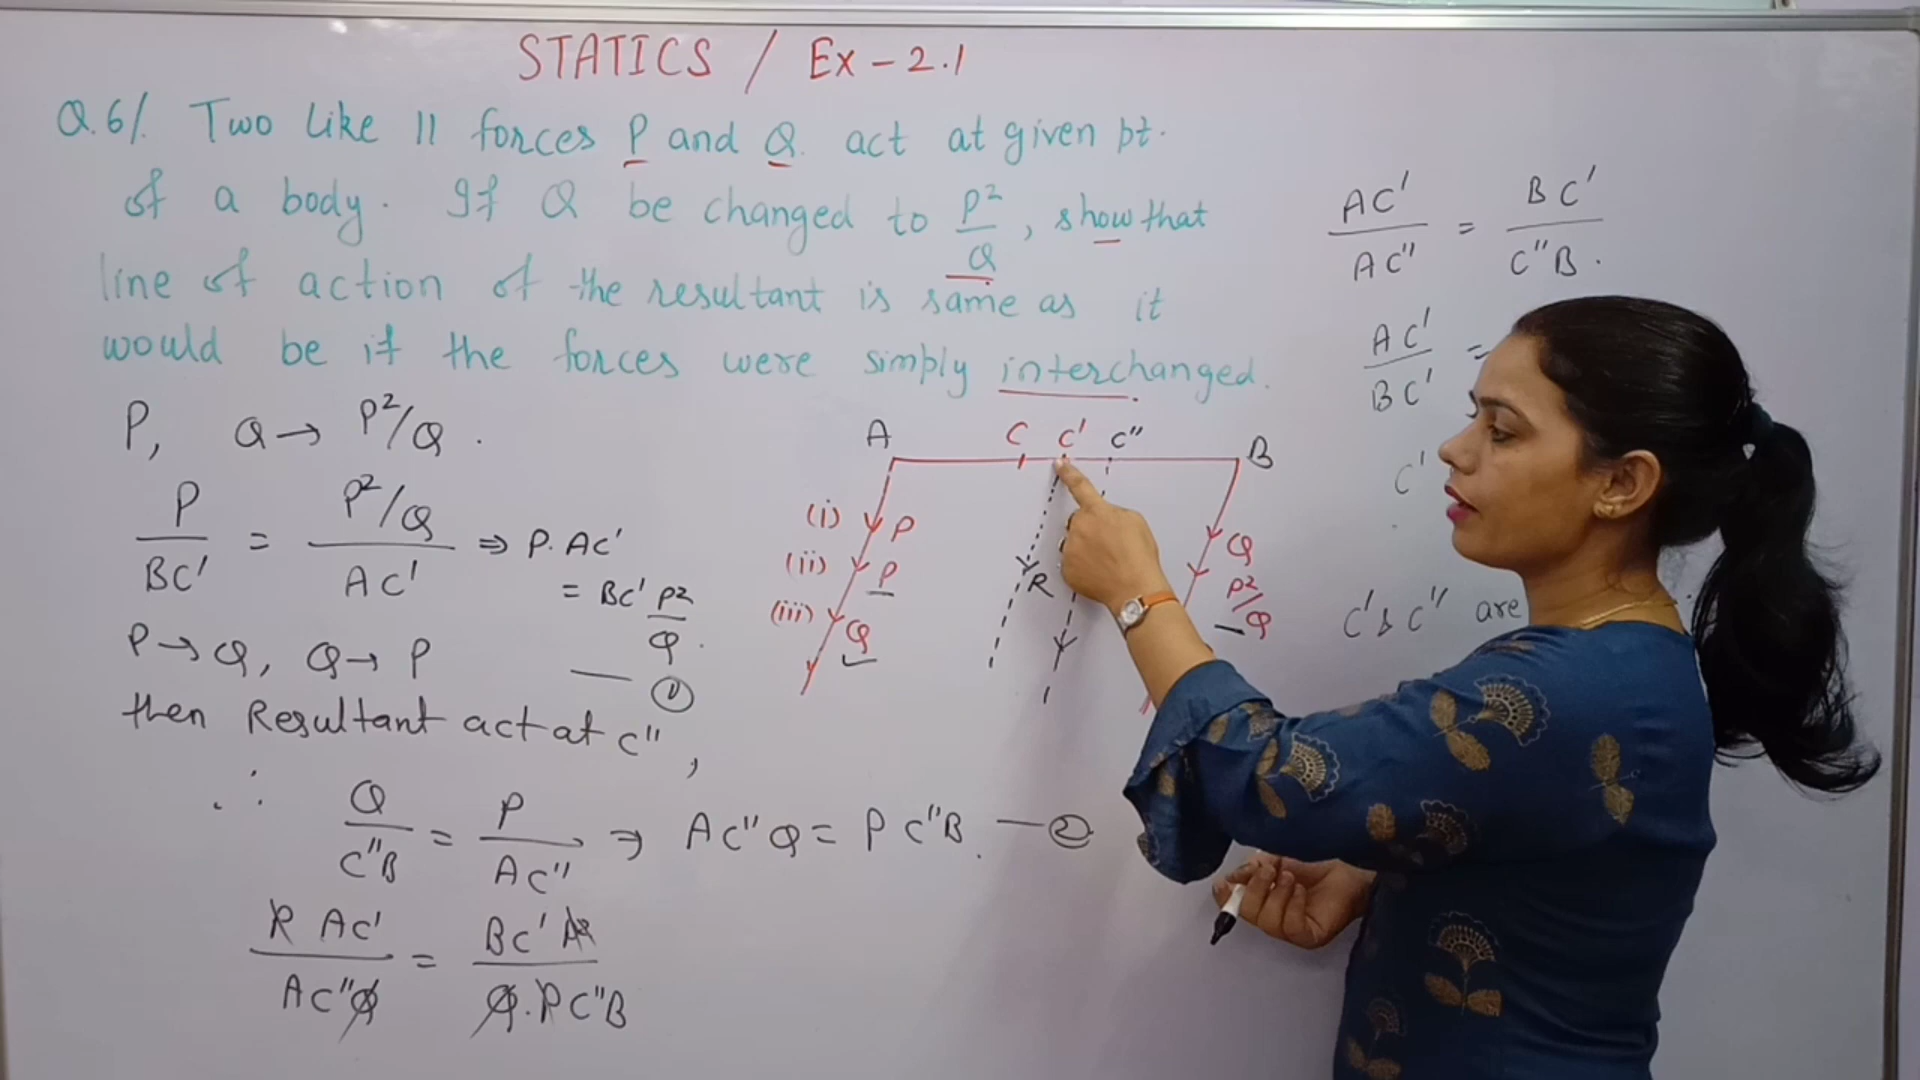 STATICS / Ex - 2.1
Q.6/. Two like || forces P and Q. act at given pt.
of a body. If Q be changed to P²/Q, show that
line of action of the resultant is same as it
would be if the forces were simply interchanged.
P, Q → P²/Q.
P/BC' = (P²/Q)/AC' ⇒ P.AC'
= BC' P²/Q.
— ①
P → Q, Q → P
then Resultant act at C'',
∴ Q/C''B = P/AC'' ⇒ AC''Q = P C''B. — ②
P AC'/AC''Q = BC' P²/Q.PC''B
A C C' C'' B
(i) P Q
(ii) P P²/Q
(iii) Q
R
AC'/AC'' = BC'/C''B.
AC'/BC' =
C'
C' & C'' are